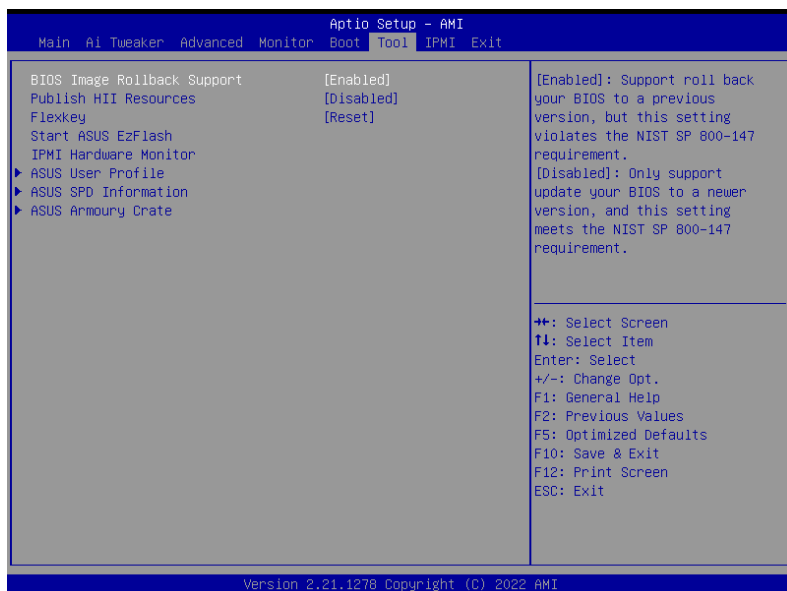 Aptio Setup – AMI
Main Ai Tweaker Advanced Monitor Boot Tool IPMI Exit
BIOS Image Rollback Support [Enabled]
Publish HII Resources [Disabled]
Flexkey [Reset]
Start ASUS EzFlash
IPMI Hardware Monitor
ASUS User Profile
ASUS SPD Information
ASUS Armoury Crate
[Enabled]: Support roll back
your BIOS to a previous
version, but this setting
violates the NIST SP 800-147
requirement.
[Disabled]: Only support
update your BIOS to a newer
version, and this setting
meets the NIST SP 800-147
requirement.
→←: Select Screen
↑↓: Select Item
Enter: Select
+/-: Change Opt.
F1: General Help
F2: Previous Values
F5: Optimized Defaults
F10: Save & Exit
F12: Print Screen
ESC: Exit
Version 2.21.1278 Copyright (C) 2022 AMI